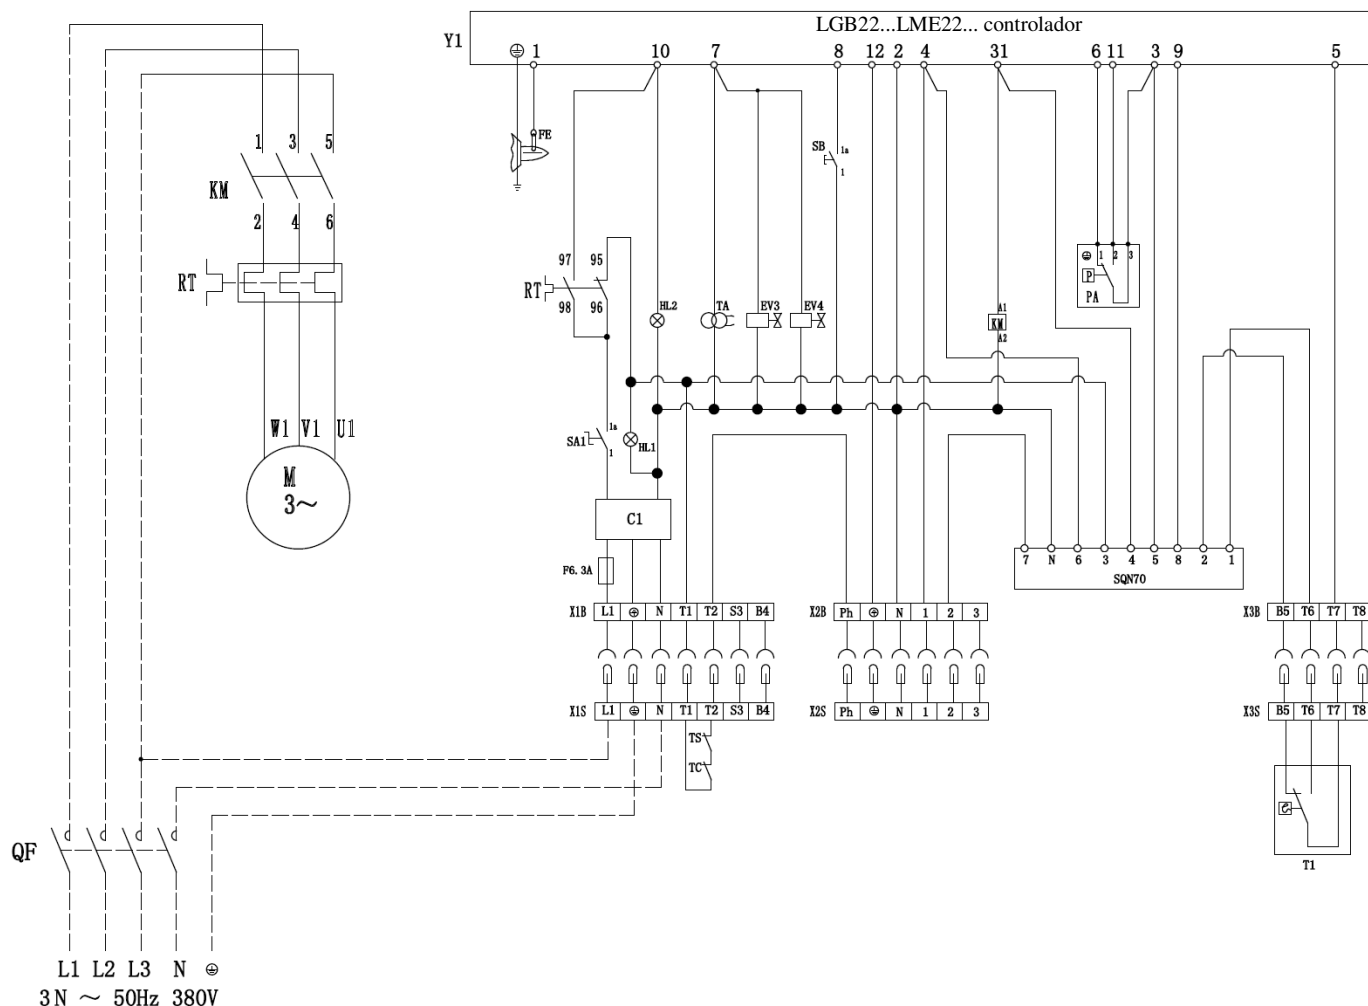 LGB22...LME22... controlador
Y1
1 10 7 8 12 2 4 31 6 11 3 9 5
FE
SB 1a
1
1 3 5
KM
2 4 6
RT
97 95
RT
98 96
HL2 TA EV3 EV4
A1
KM
A2
1 2 3
P
PA
W1 V1 U1
M
3~
SA1 1a
1
HL1
C1
F6.3A
7 N 6 3 4 5 8 2 1
SQN70
X1B L1 N T1 T2 S3 B4
X2B Ph N 1 2 3
X3B B5 T6 T7 T8
X1S L1 N T1 T2 S3 B4
X2S Ph N 1 2 3
X3S B5 T6 T7 T8
TS
TC
T1
QF
L1 L2 L3 N
3N ~ 50Hz 380V